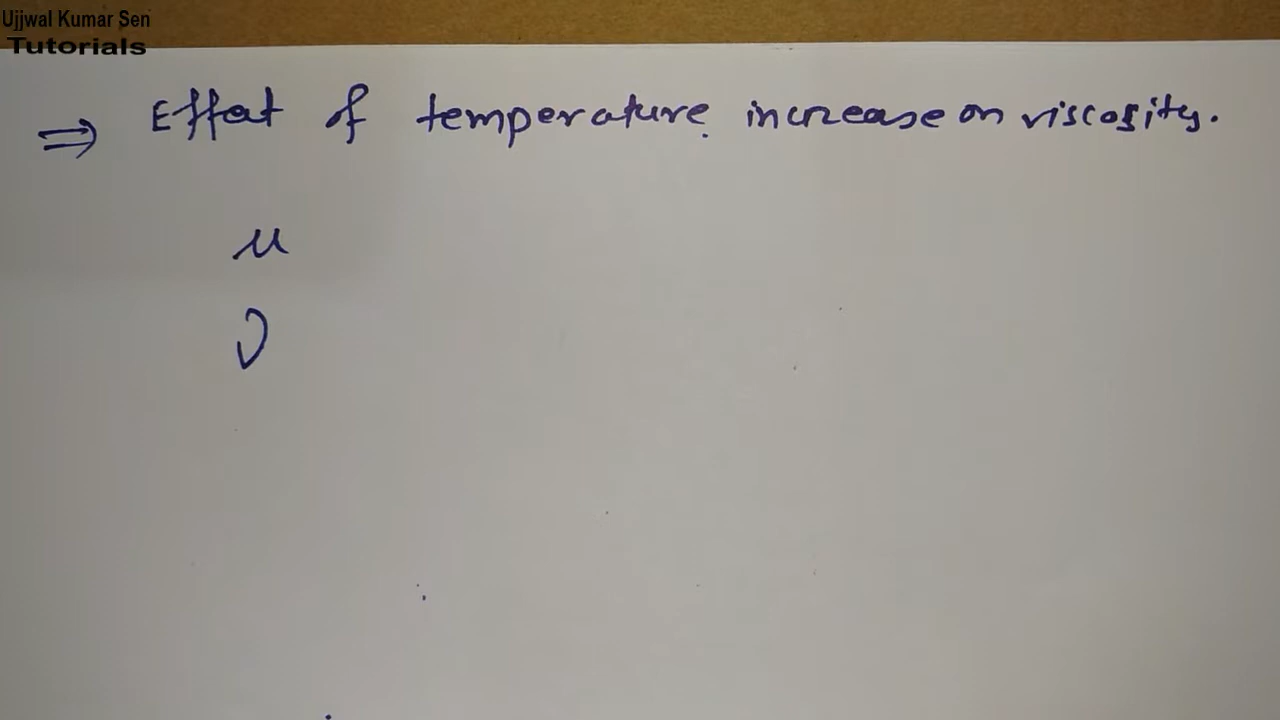 Ujjwal Kumar Sen
Tutorials
⇒ Effect of temperature increase on viscosity.
μ
ν